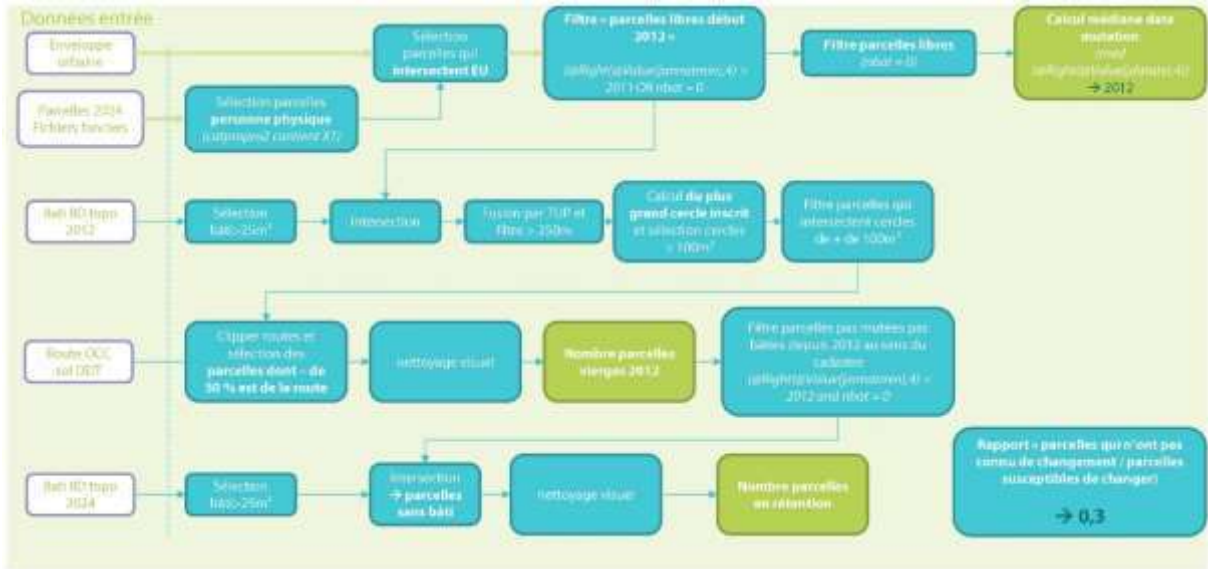 Données entrée
Enveloppe
urbaine
Sélection
parcelles qui
intersectent EU
Filtre « parcelles libres début
2012 »
2011 OR nbat = 0
Filtre parcelles libres
(nbat = 0)
Calcul médiane data
mutation
→ 2012
Parcelles 2024
Fichiers fonciers
Sélection parcelles
personne physique
(catpropro2 contient X1)
Bati BD topo
2012
Sélection
bâti>25m²
Intersection
Fusion par TUP et
filtre > 250m
Calcul du plus
grand cercle inscrit
et sélection cercles
> 100m²
Filtre parcelles qui
intersectent cercles
de + de 100m²
Route OCC
sol DDT
Clipper routes et
sélection des
parcelles dont – de
50 % est de la route
nettoyage visuel
Nombre parcelles
vierges 2012
Filtre parcelles pas mutées pas
baties depuis 2012 au sens du
cadastre
2012 and nbat = 0
Bati BD topo
2024
Sélection
bâti>25m²
Intersection
→ parcelles
sans bâti
nettoyage visuel
Nombre parcelles
en rétention
Rapport « parcelles qui n'ont pas
connu de changement / parcelles
susceptibles de changer)
→ 0,3